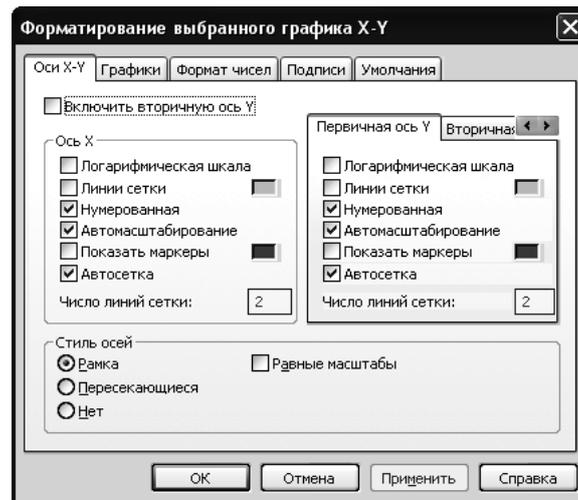 Форматирование выбранного графика X-Y
Оси X-Y
Графики
Формат чисел
Подписи
Умолчания
Включить вторичную ось Y
Ось X
Логарифмическая шкала
Линии сетки
Нумерованная
Автомасштабирование
Показать маркеры
Автосетка
Число линий сетки: 2
Первичная ось Y
Вторична
Логарифмическая шкала
Линии сетки
Нумерованная
Автомасштабирование
Показать маркеры
Автосетка
Число линий сетки: 2
Стиль осей
Рамка
Равные масштабы
Пересекающиеся
Нет
ОК
Отмена
Применить
Справка